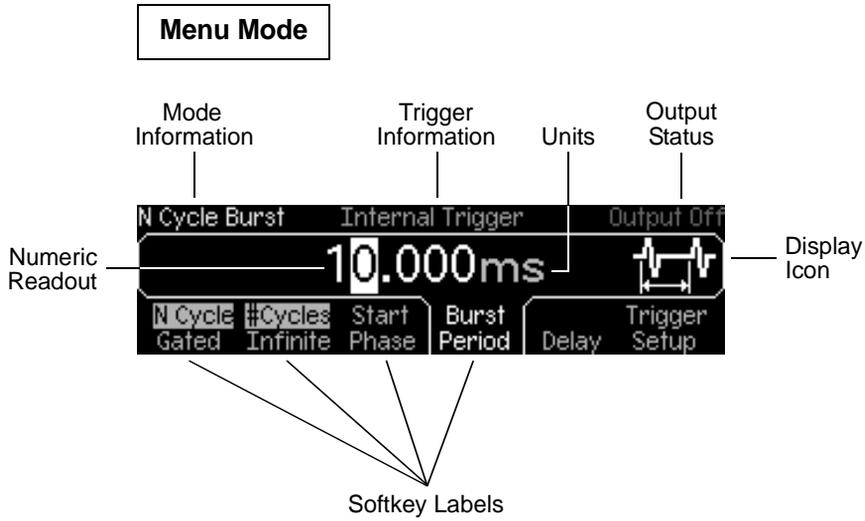 Menu Mode
Mode
Information
Trigger
Information
Units
Output
Status
N Cycle Burst Internal Trigger Output Off
Numeric
Readout
10.000ms
Display
Icon
N Cycle #Cycles Start Burst Trigger
Gated Infinite Phase Period Delay Setup
Softkey Labels